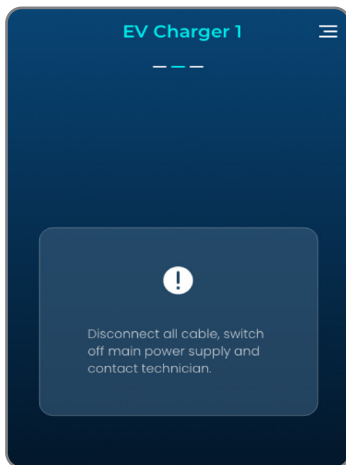 EV Charger 1
Disconnect all cable, switch
off main power supply and
contact technician.